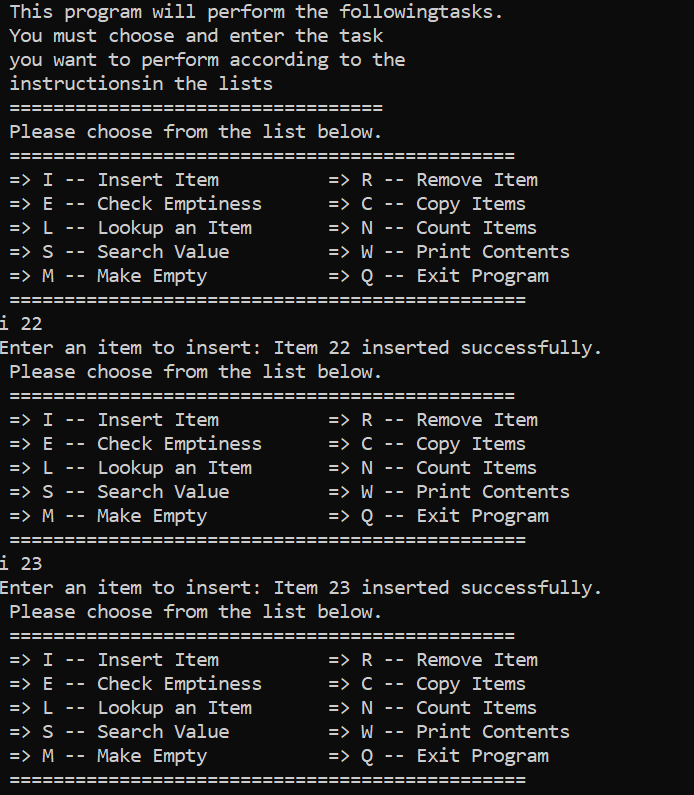 This program will perform the followingtasks.
You must choose and enter the task
you want to perform according to the
instructionsin the lists
==================================
Please choose from the list below.
==============================================
=> I -- Insert Item          => R -- Remove Item
=> E -- Check Emptiness      => C -- Copy Items
=> L -- Lookup an Item       => N -- Count Items
=> S -- Search Value         => W -- Print Contents
=> M -- Make Empty           => Q -- Exit Program
===============================================
i 22
Enter an item to insert: Item 22 inserted successfully.
Please choose from the list below.
==============================================
=> I -- Insert Item          => R -- Remove Item
=> E -- Check Emptiness      => C -- Copy Items
=> L -- Lookup an Item       => N -- Count Items
=> S -- Search Value         => W -- Print Contents
=> M -- Make Empty           => Q -- Exit Program
===============================================
i 23
Enter an item to insert: Item 23 inserted successfully.
Please choose from the list below.
==============================================
=> I -- Insert Item          => R -- Remove Item
=> E -- Check Emptiness      => C -- Copy Items
=> L -- Lookup an Item       => N -- Count Items
=> S -- Search Value         => W -- Print Contents
=> M -- Make Empty           => Q -- Exit Program
===============================================